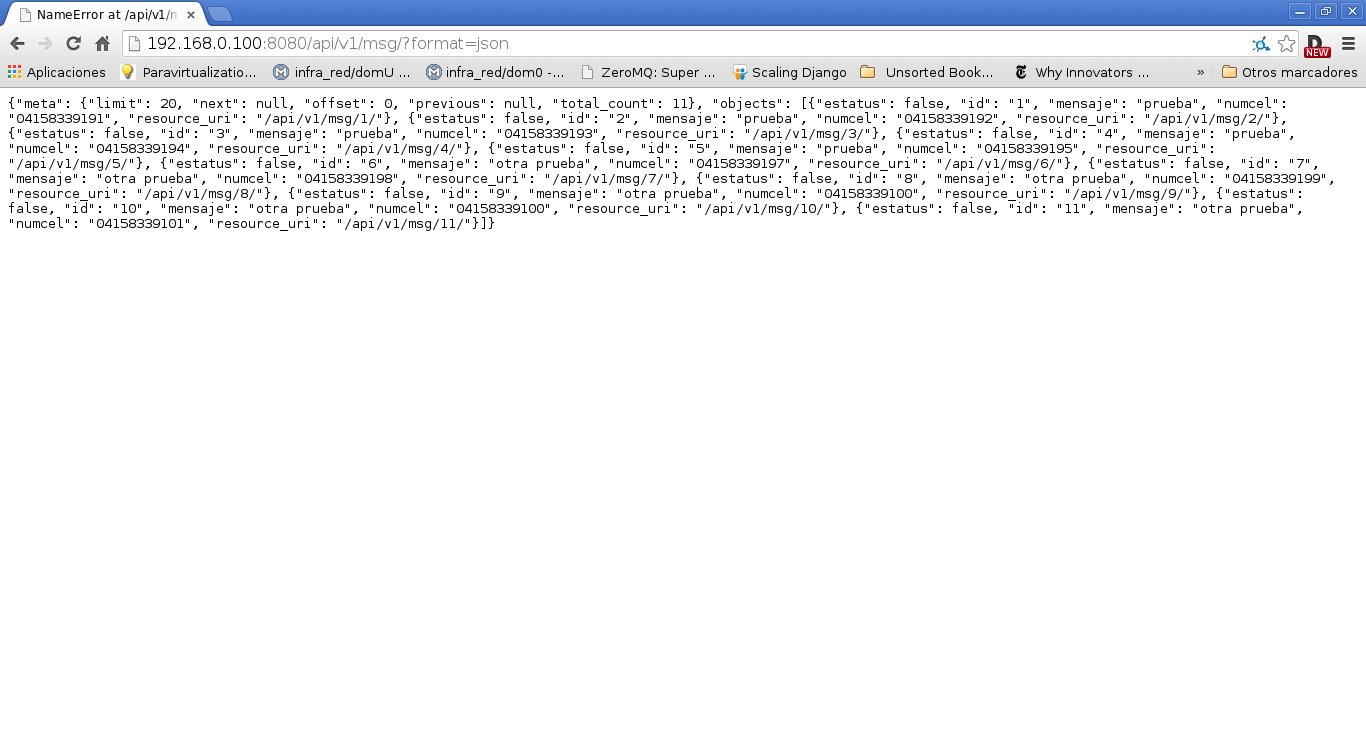 NameError at /api/v1/m
192.168.0.100:8080/api/v1/msg/?format=json
NEW
Aplicaciones Paravirtualizatio... infra_red/domU ... infra_red/dom0 -... ZeroMQ: Super ... Scaling Django Unsorted Book... Why Innovators ... » Otros marcadores
{"meta": {"limit": 20, "next": null, "offset": 0, "previous": null, "total_count": 11}, "objects": [{"estatus": false, "id": "1", "mensaje": "prueba", "numcel":
"04158339191", "resource_uri": "/api/v1/msg/1/"}, {"estatus": false, "id": "2", "mensaje": "prueba", "numcel": "04158339192", "resource_uri": "/api/v1/msg/2/"},
{"estatus": false, "id": "3", "mensaje": "prueba", "numcel": "04158339193", "resource_uri": "/api/v1/msg/3/"}, {"estatus": false, "id": "4", "mensaje": "prueba",
"numcel": "04158339194", "resource_uri": "/api/v1/msg/4/"}, {"estatus": false, "id": "5", "mensaje": "prueba", "numcel": "04158339195", "resource_uri":
"/api/v1/msg/5/"}, {"estatus": false, "id": "6", "mensaje": "otra prueba", "numcel": "04158339197", "resource_uri": "/api/v1/msg/6/"}, {"estatus": false, "id": "7",
"mensaje": "otra prueba", "numcel": "04158339198", "resource_uri": "/api/v1/msg/7/"}, {"estatus": false, "id": "8", "mensaje": "otra prueba", "numcel": "04158339199",
"resource_uri": "/api/v1/msg/8/"}, {"estatus": false, "id": "9", "mensaje": "otra prueba", "numcel": "04158339100", "resource_uri": "/api/v1/msg/9/"}, {"estatus":
false, "id": "10", "mensaje": "otra prueba", "numcel": "04158339100", "resource_uri": "/api/v1/msg/10/"}, {"estatus": false, "id": "11", "mensaje": "otra prueba",
"numcel": "04158339101", "resource_uri": "/api/v1/msg/11/"}]}